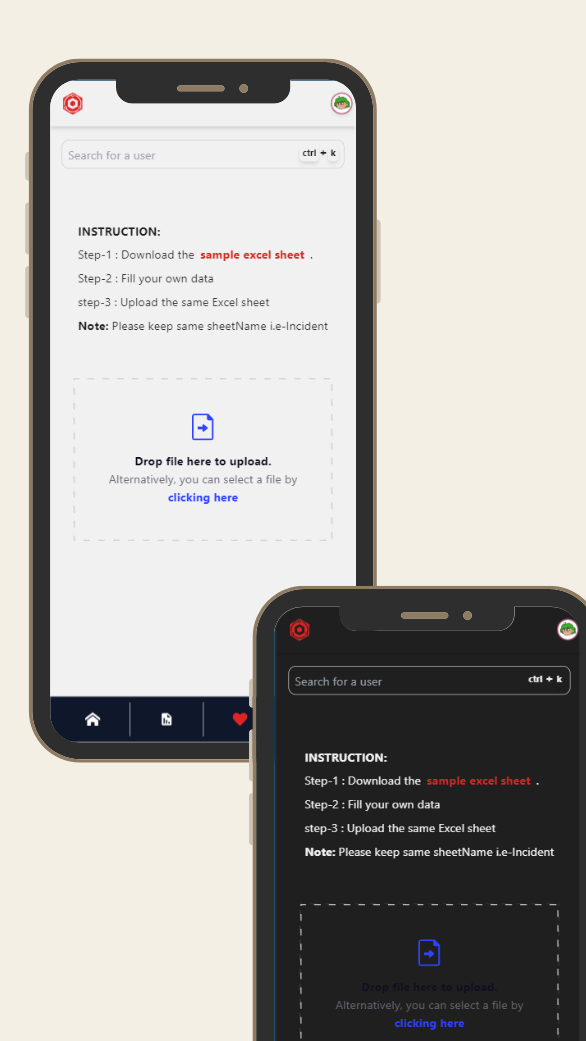 Search for a user
ctrl + k
INSTRUCTION:
Step-1 : Download the sample excel sheet .
Step-2 : Fill your own data
step-3 : Upload the same Excel sheet
Note: Please keep same sheetName i.e-Incident
Drop file here to upload.
Alternatively, you can select a file by
clicking here
Search for a user
ctrl + k
INSTRUCTION:
Step-1 : Download the sample excel sheet .
Step-2 : Fill your own data
step-3 : Upload the same Excel sheet
Note: Please keep same sheetName i.e-Incident
Drop file here to upload.
Alternatively, you can select a file by
clicking here